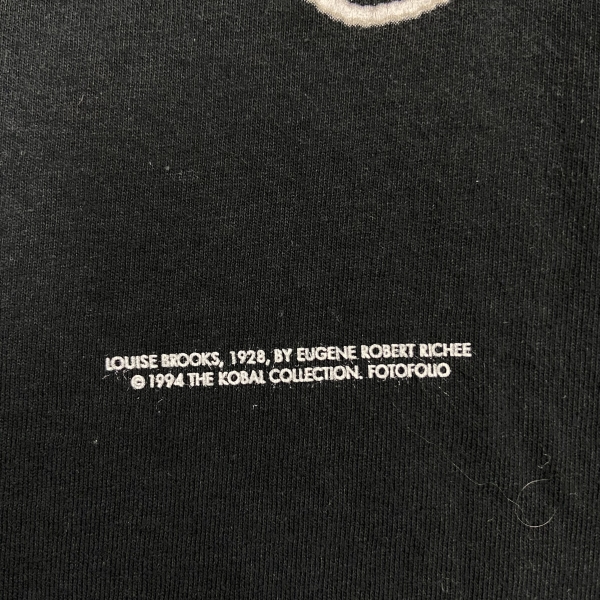 LOUISE BROOKS, 1928, BY EUGENE ROBERT RICHEE
© 1994 THE KOBAL COLLECTION. FOTOFOLIO